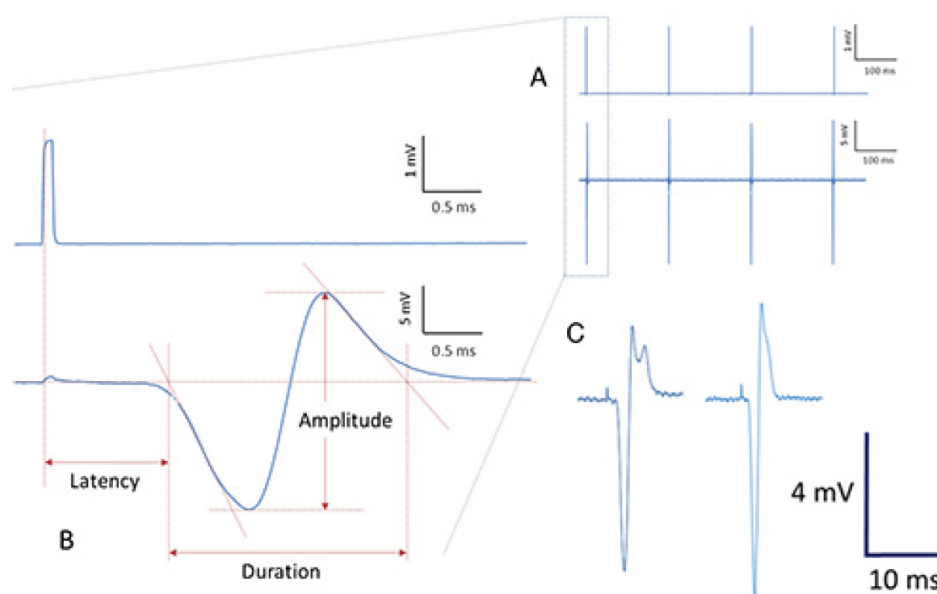 A
1 mV
100 ms
5 mV
100 ms
1 mV
0.5 ms
5 mV
0.5 ms
Amplitude
Latency
Duration
B
C
4 mV
10 ms